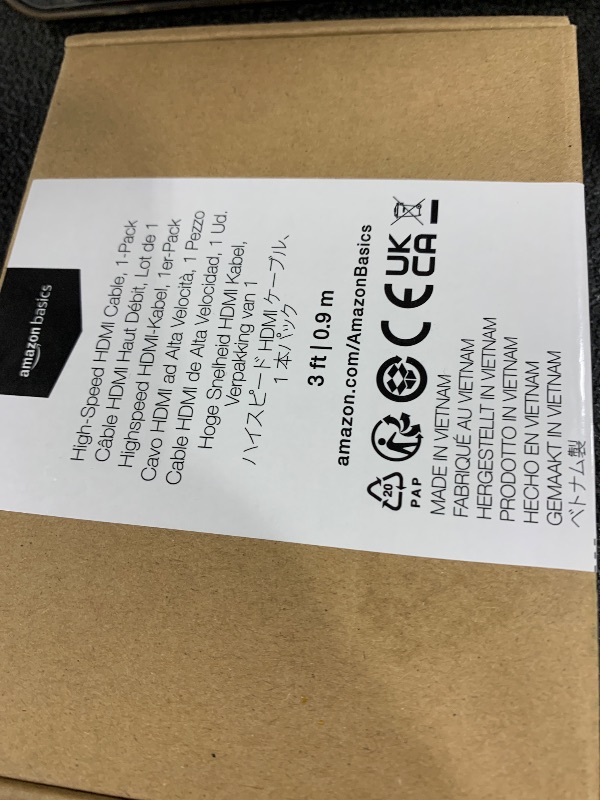 amazon basics
High-Speed HDMI Cable, 1-Pack
Câble HDMI Haut Débit, Lot de 1
Highspeed HDMI-Kabel, 1er-Pack
Cavo HDMI ad Alta Velocità, 1 Pezzo
Cable HDMI de Alta Velocidad, 1 Ud.
Hoge Snelheid HDMI Kabel,
Verpakking van 1
ハイスピード HDMI ケーブル、
1 本パック
3 ft | 0.9 m
amazon.com/AmazonBasics
20
PAP
CE
UK
CA
MADE IN VIETNAM
FABRIQUÉ AU VIETNAM
HERGESTELLT IN VIETNAM
PRODOTTO IN VIETNAM
HECHO EN VIETNAM
GEMAAKT IN VIETNAM
ベトナム製